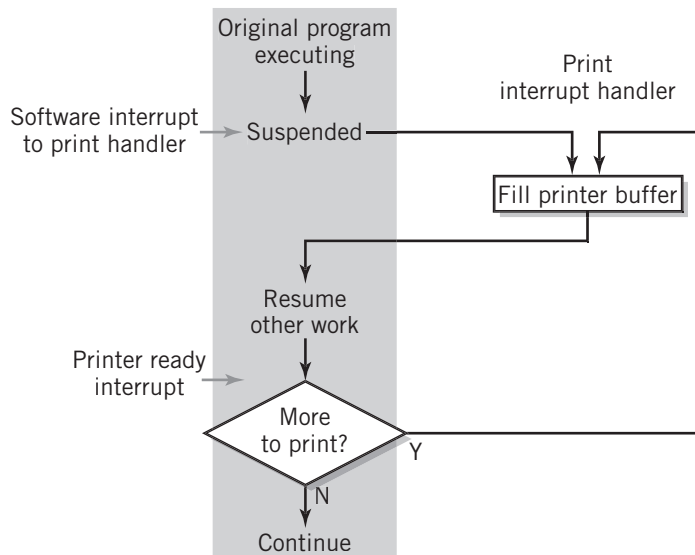 Original program
executing
Print
interrupt handler
Software interrupt
to print handler
Suspended
Fill printer buffer
Resume
other work
Printer ready
interrupt
More
to print?
Y
N
Continue